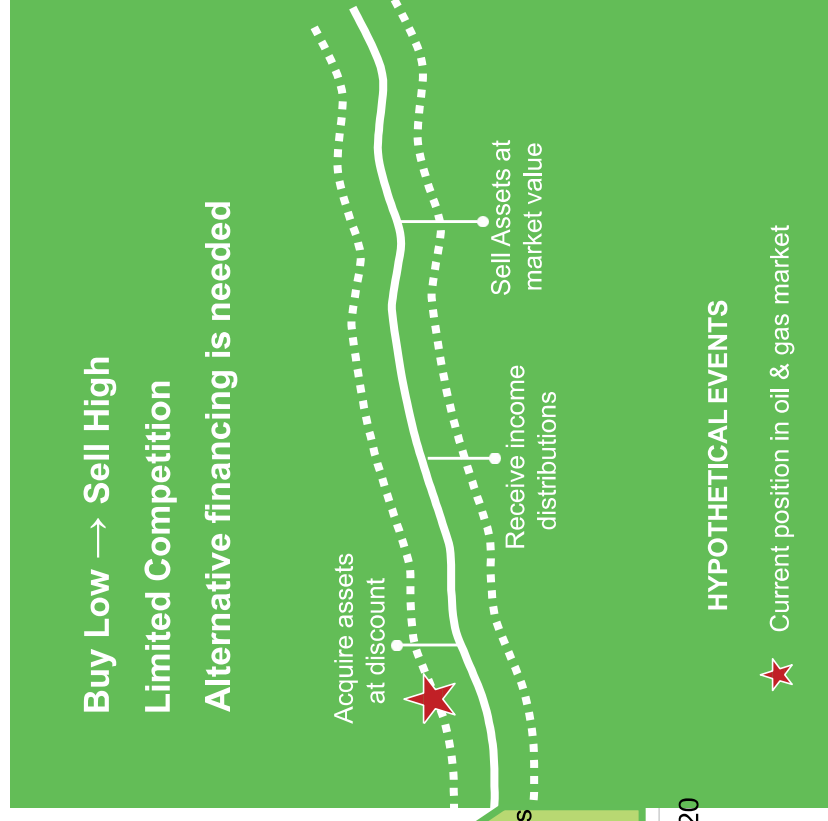 Buy Low → Sell High
Limited Competition
Alternative financing is needed
Acquire assets
at discount
Receive income
distributions
Sell Assets at
market value
HYPOTHETICAL EVENTS
Current position in oil & gas market
s
20